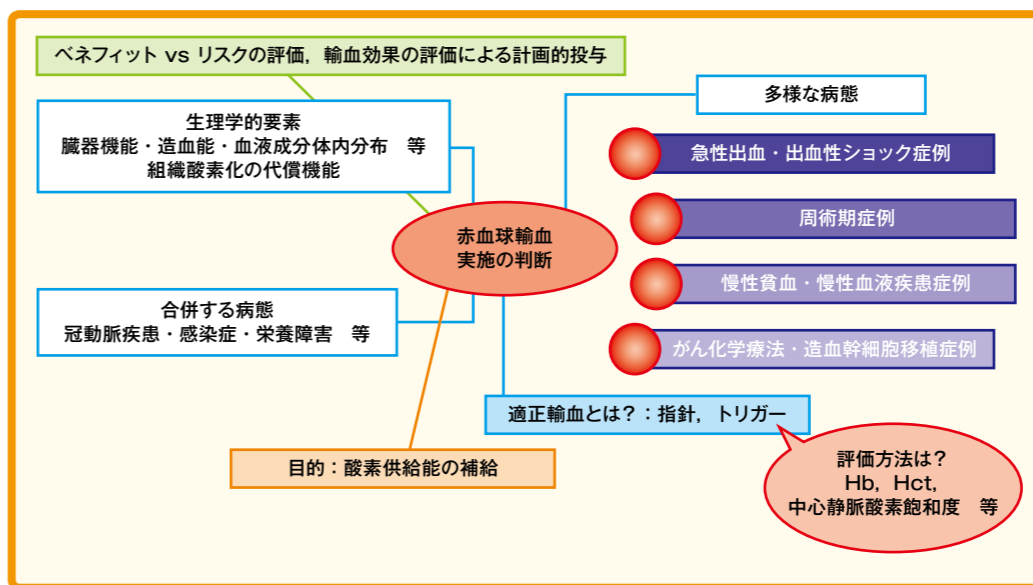 ベネフィット vs リスクの評価，輸血効果の評価による計画的投与
生理学的要素
臓器機能・造血能・血液成分体内分布　等
組織酸素化の代償機能
多様な病態
急性出血・出血性ショック症例
周術期症例
慢性貧血・慢性血液疾患症例
がん化学療法・造血幹細胞移植症例
赤血球輸血
実施の判断
合併する病態
冠動脈疾患・感染症・栄養障害　等
適正輸血とは？：指針，トリガー
目的：酸素供給能の補給
評価方法は？
Hb，Hct，
中心静脈酸素飽和度　等